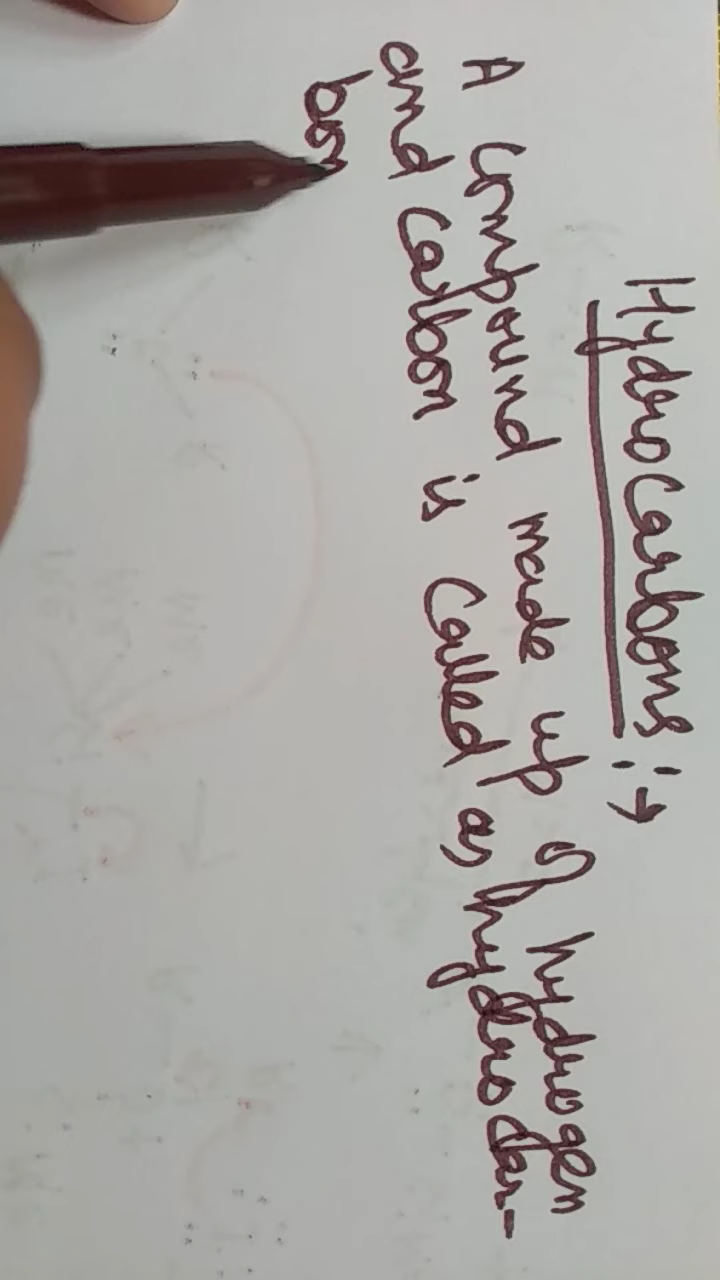 Hydrocarbons :→
A compound made up of hydrogen
and carbon is called as hydrocar-
bon